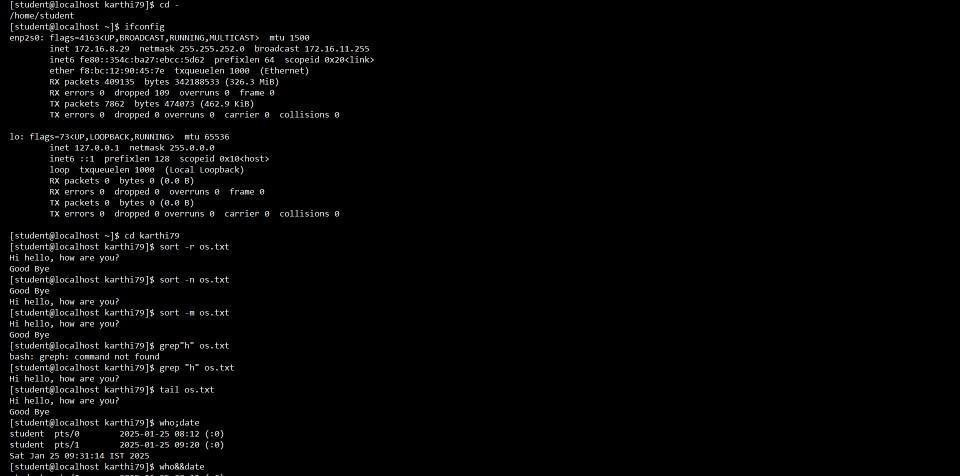 [student@localhost karthi79]$ cd -
/home/student
[student@localhost ~]$ ifconfig
enp2s0: flags=4163<UP,BROADCAST,RUNNING,MULTICAST>  mtu 1500
        inet 172.16.8.29  netmask 255.255.252.0  broadcast 172.16.11.255
        inet6 fe80::354c:ba27:ebcc:5d62  prefixlen 64  scopeid 0x20<link>
        ether f8:bc:12:90:45:7e  txqueuelen 1000  (Ethernet)
        RX packets 409135  bytes 342188533 (326.3 MiB)
        RX errors 0  dropped 109  overruns 0  frame 0
        TX packets 7862  bytes 474073 (462.9 KiB)
        TX errors 0  dropped 0 overruns 0  carrier 0  collisions 0

lo: flags=73<UP,LOOPBACK,RUNNING>  mtu 65536
        inet 127.0.0.1  netmask 255.0.0.0
        inet6 ::1  prefixlen 128  scopeid 0x10<host>
        loop  txqueuelen 1000  (Local Loopback)
        RX packets 0  bytes 0 (0.0 B)
        RX errors 0  dropped 0  overruns 0  frame 0
        TX packets 0  bytes 0 (0.0 B)
        TX errors 0  dropped 0 overruns 0  carrier 0  collisions 0

[student@localhost ~]$ cd karthi79
[student@localhost karthi79]$ sort -r os.txt
Hi hello, how are you?
Good Bye
[student@localhost karthi79]$ sort -n os.txt
Good Bye
Hi hello, how are you?
[student@localhost karthi79]$ sort -m os.txt
Hi hello, how are you?
Good Bye
[student@localhost karthi79]$ grep"h" os.txt
bash: greph: command not found
[student@localhost karthi79]$ grep "h" os.txt
Hi hello, how are you?
[student@localhost karthi79]$ tail os.txt
Hi hello, how are you?
Good Bye
[student@localhost karthi79]$ who;date
student  pts/0        2025-01-25 08:12 (:0)
student  pts/1        2025-01-25 09:20 (:0)
Sat Jan 25 09:31:14 IST 2025
[student@localhost karthi79]$ who&&date